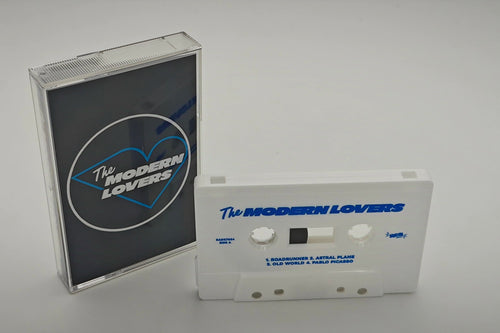 The
MODERN
LOVERS
The MODERN LOVERS
SIDE A
1. ROADRUNNER 2. ASTRAL PLANE
3. OLD WORLD 4. PABLO PICASSO